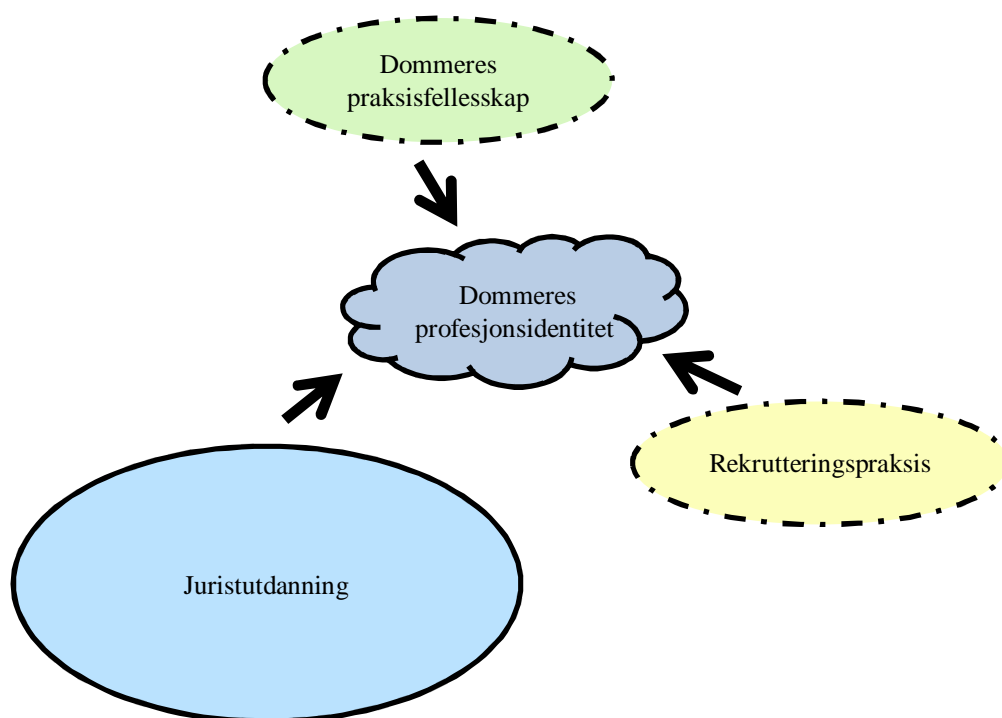 Dommeres
praksisfellesskap
Dommeres
profesjonsidentitet
Rekrutteringspraksis
Juristutdanning